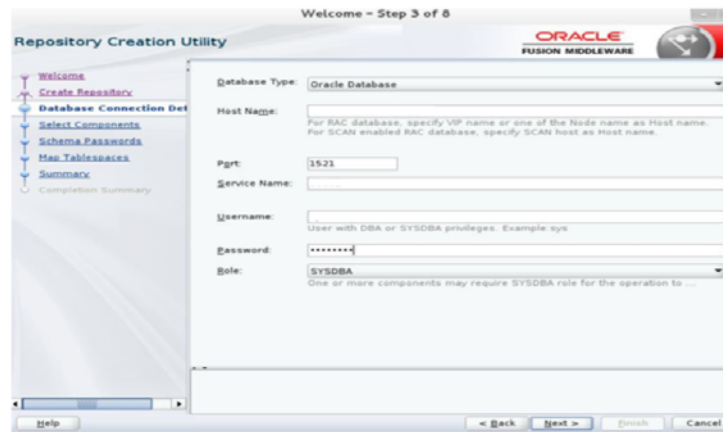 Welcome - Step 3 of 8
Repository Creation Utility
ORACLE
FUSION MIDDLEWARE
Welcome
Create Repository
Database Connection Det
Select Components
Schema Passwords
Map Tablespaces
Summary
Completion Summary
Database Type: Oracle Database
Host Name:
For RAC database, specify VIP name or one of the Node name as Host name.
For SCAN enabled RAC database, specify SCAN host as Host name.
Port: 1521
Service Name:
Username:
User with DBA or SYSDBA privileges. Example:sys
Password: ••••••••
Role: SYSDBA
One or more components may require SYSDBA role for the operation to ...
Help < Back Next > Finish Cancel